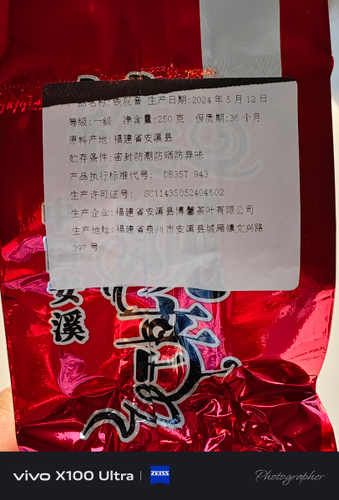 品名称:铁观音 生产日期:2024年5月12日
等级:一级 净含量:250克 保质期:36个月
原料产地:福建省安溪县
贮存条件:密封防潮防晒防异味
产品执行标准代号: DB35T 943
生产许可证号: SC11435052404602
生产企业:福建省安溪县博馨茶叶有限公司
生产地址:福建省泉州市安溪县城厢镇文兴路
397号
安溪
vivo X100 Ultra | ZEISS
Photographer